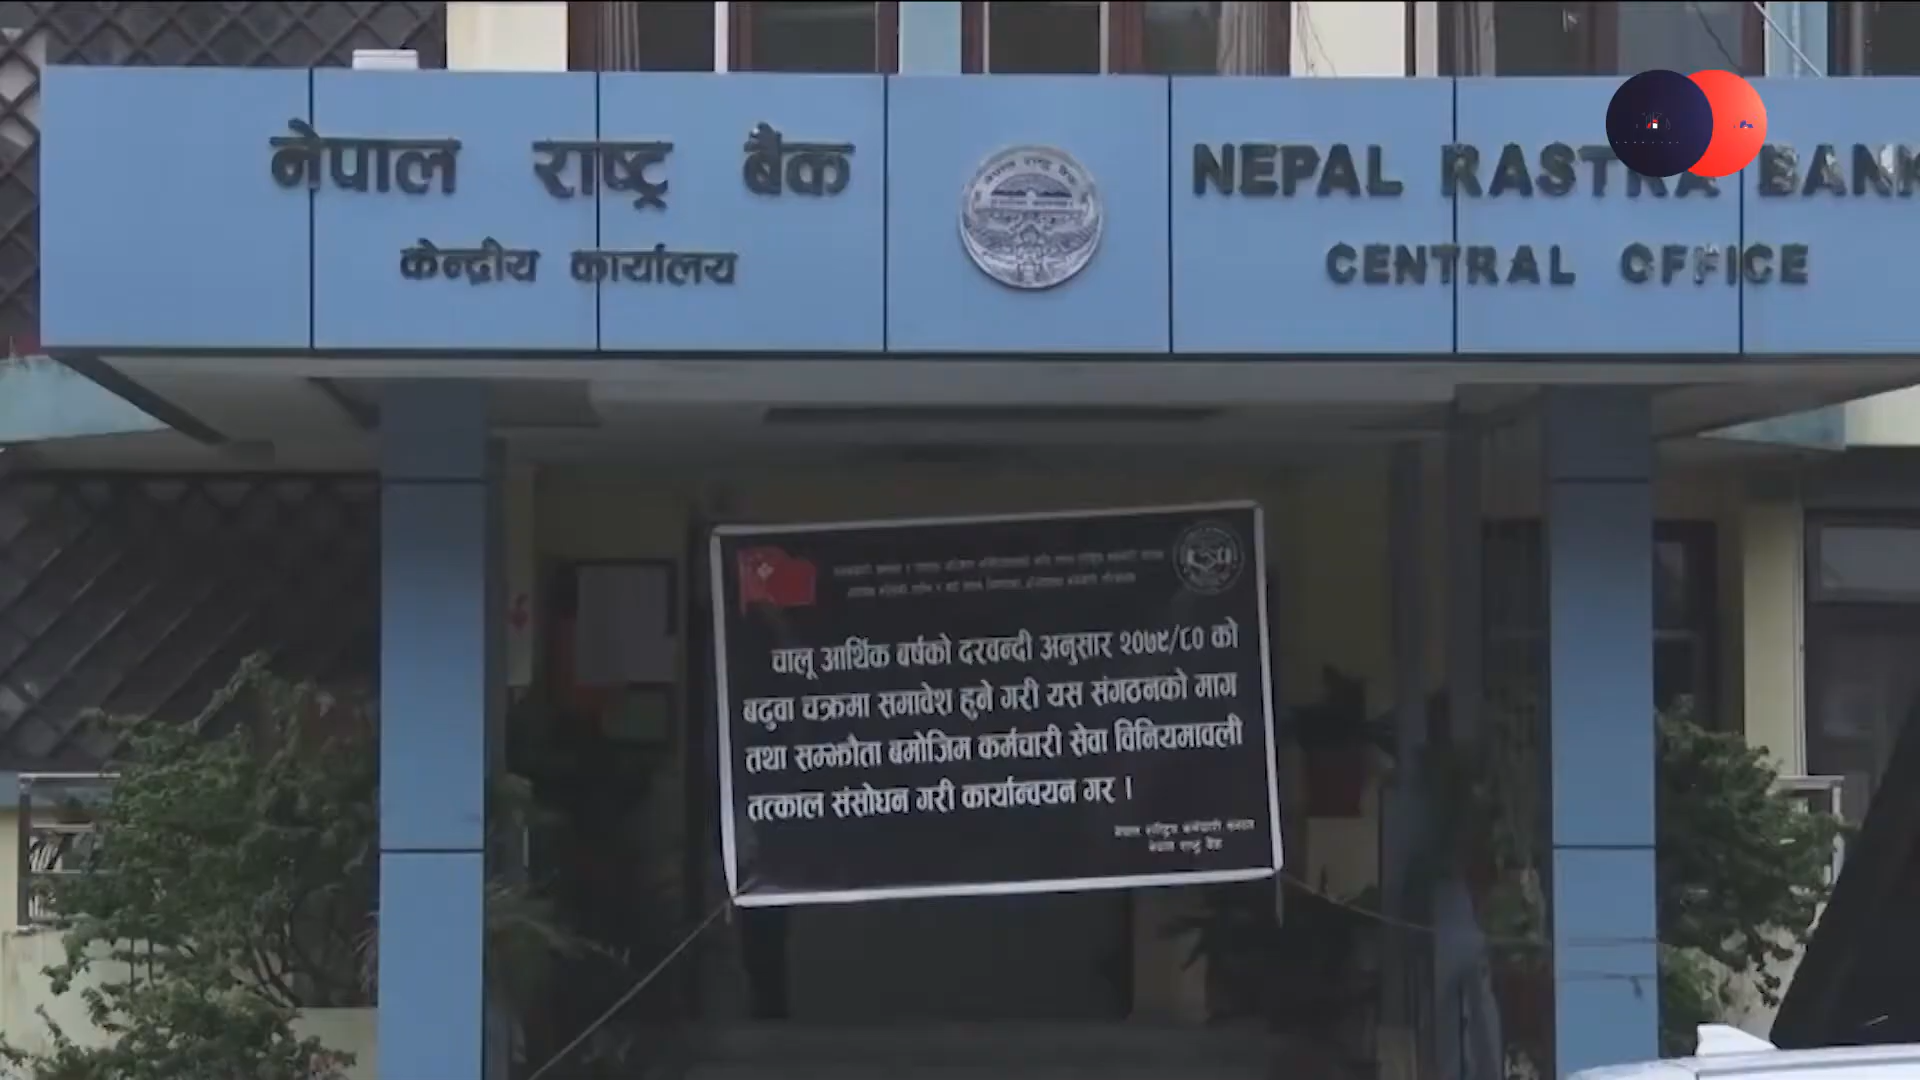 नेपाल राष्ट्र बैंक
केन्द्रीय कार्यालय
NEPAL RASTRA BANK
CENTRAL OFFICE
चालू आर्थिक बर्षको दरवन्दी अनुसार २०७९/८० को
बढुवा चक्रमा समावेश हुने गरी यस संगठनको माग
तथा सम्झौता बमोजिम कर्मचारी सेवा विनियमावली
तत्काल संसोधन गरी कार्यान्वयन गर ।
नेपाल राष्ट्र बैंक